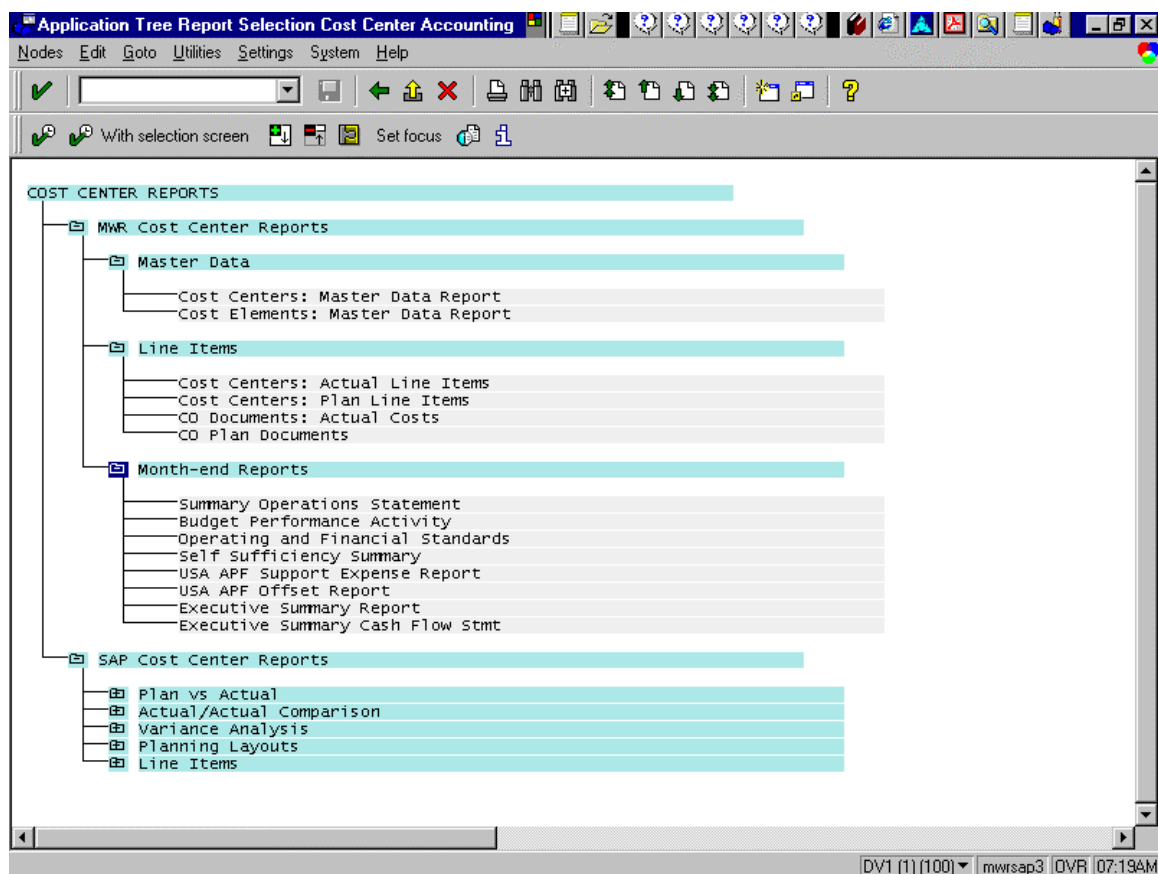 Application Tree Report Selection Cost Center Accounting
Nodes Edit Goto Utilities Settings System Help
With selection screen Set focus
COST CENTER REPORTS
MWR Cost Center Reports
Master Data
Cost Centers: Master Data Report
Cost Elements: Master Data Report
Line Items
Cost Centers: Actual Line Items
Cost Centers: Plan Line Items
CO Documents: Actual Costs
CO Plan Documents
Month-end Reports
Summary Operations Statement
Budget Performance Activity
Operating and Financial Standards
Self Sufficiency Summary
USA APF Support Expense Report
USA APF Offset Report
Executive Summary Report
Executive Summary Cash Flow Stmt
SAP Cost Center Reports
Plan vs Actual
Actual/Actual Comparison
Variance Analysis
Planning Layouts
Line Items
DV1 (1) (100) mwrsap3 OVR 07:19AM